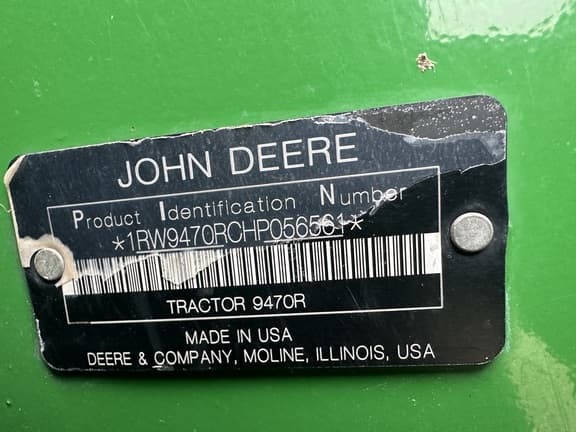 JOHN DEERE
Product Identification Number
*1RW9470RCHP056561*
TRACTOR 9470R
MADE IN USA
DEERE & COMPANY, MOLINE, ILLINOIS, USA